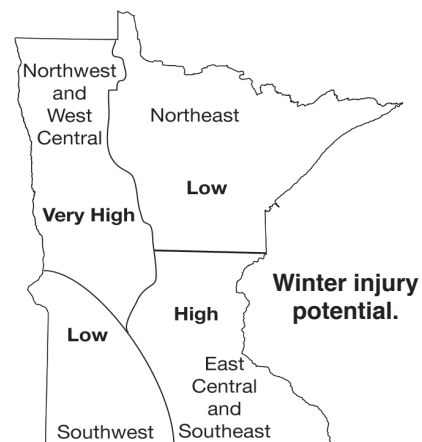 Northwest
and
West
Central
Very High
Northeast
Low
Winter injury
potential.
High
East
Central
and
Southeast
Low
Southwest